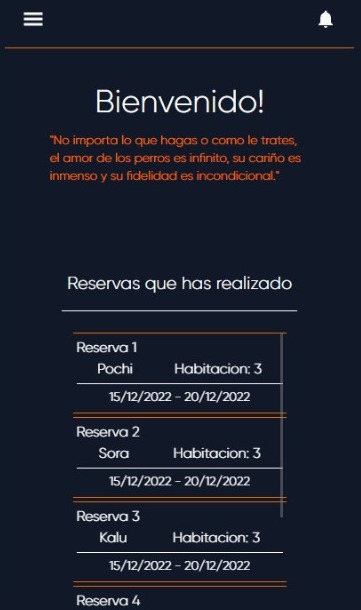 Bienvenido!
"No importa lo que hagas o como le trates,
el amor de los perros es infinito, su cariño es
inmenso y su fidelidad es incondicional."
Reservas que has realizado
Reserva 1
Pochi Habitacion: 3
15/12/2022 - 20/12/2022
Reserva 2
Sora Habitacion: 3
15/12/2022 - 20/12/2022
Reserva 3
Kalu Habitacion: 3
15/12/2022 - 20/12/2022
Reserva 4